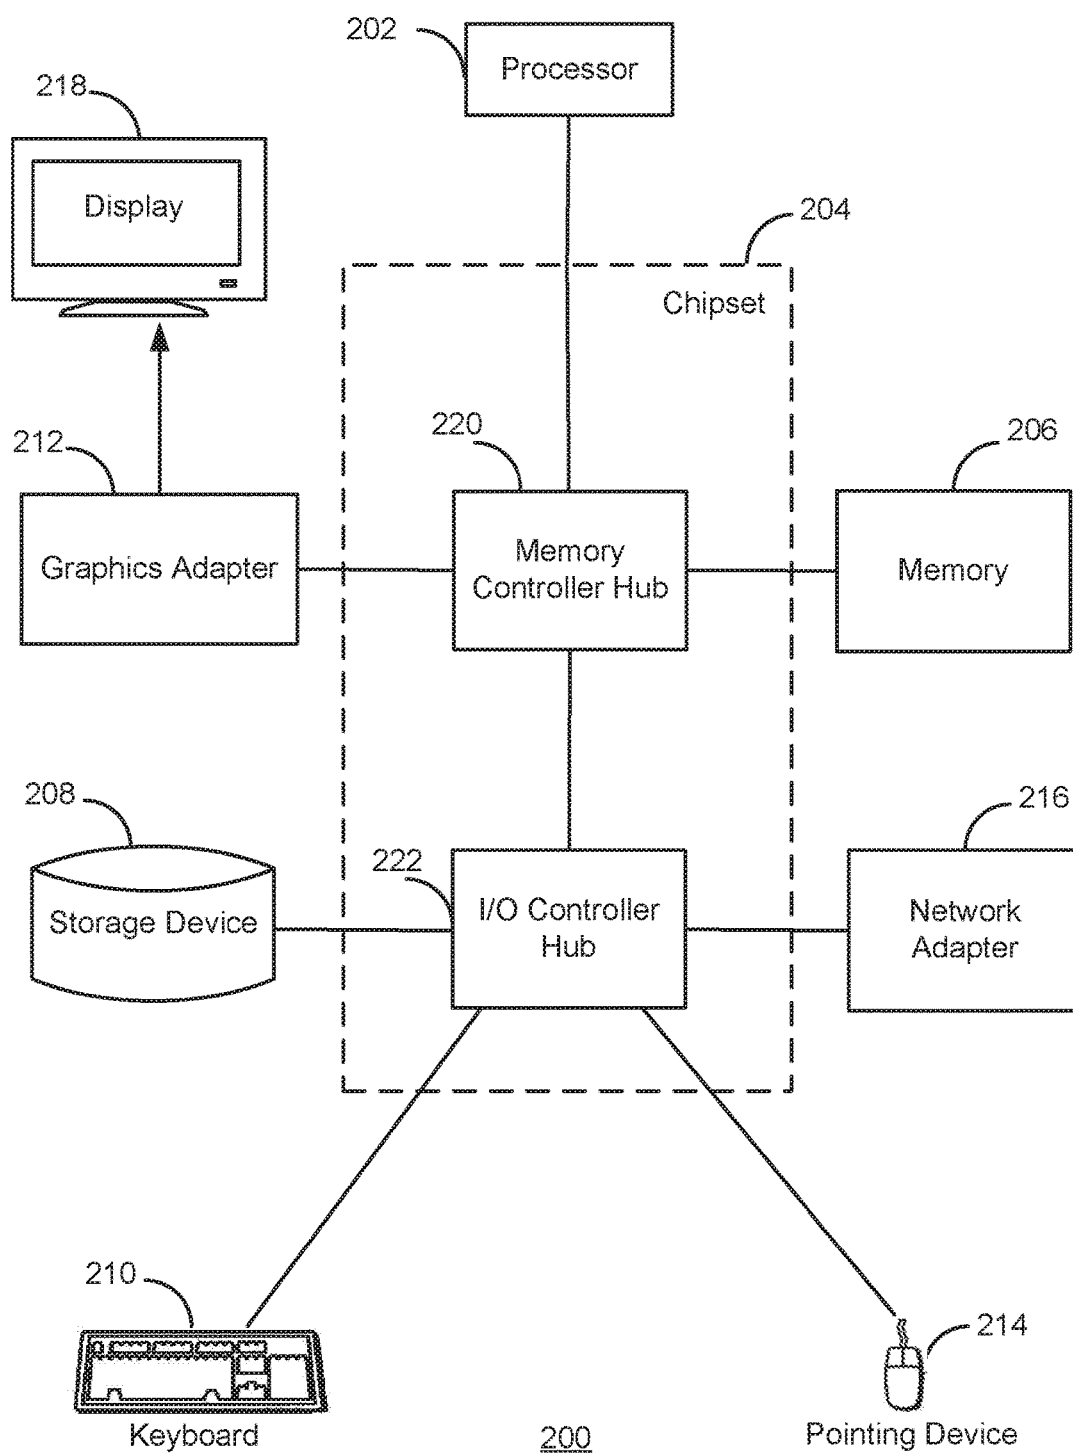 202
Processor
218
Display
204
Chipset
212
220
206
Graphics Adapter
Memory
Controller Hub
Memory
208
222
216
Storage Device
I/O Controller
Hub
Network
Adapter
210
214
Keyboard
200
Pointing Device